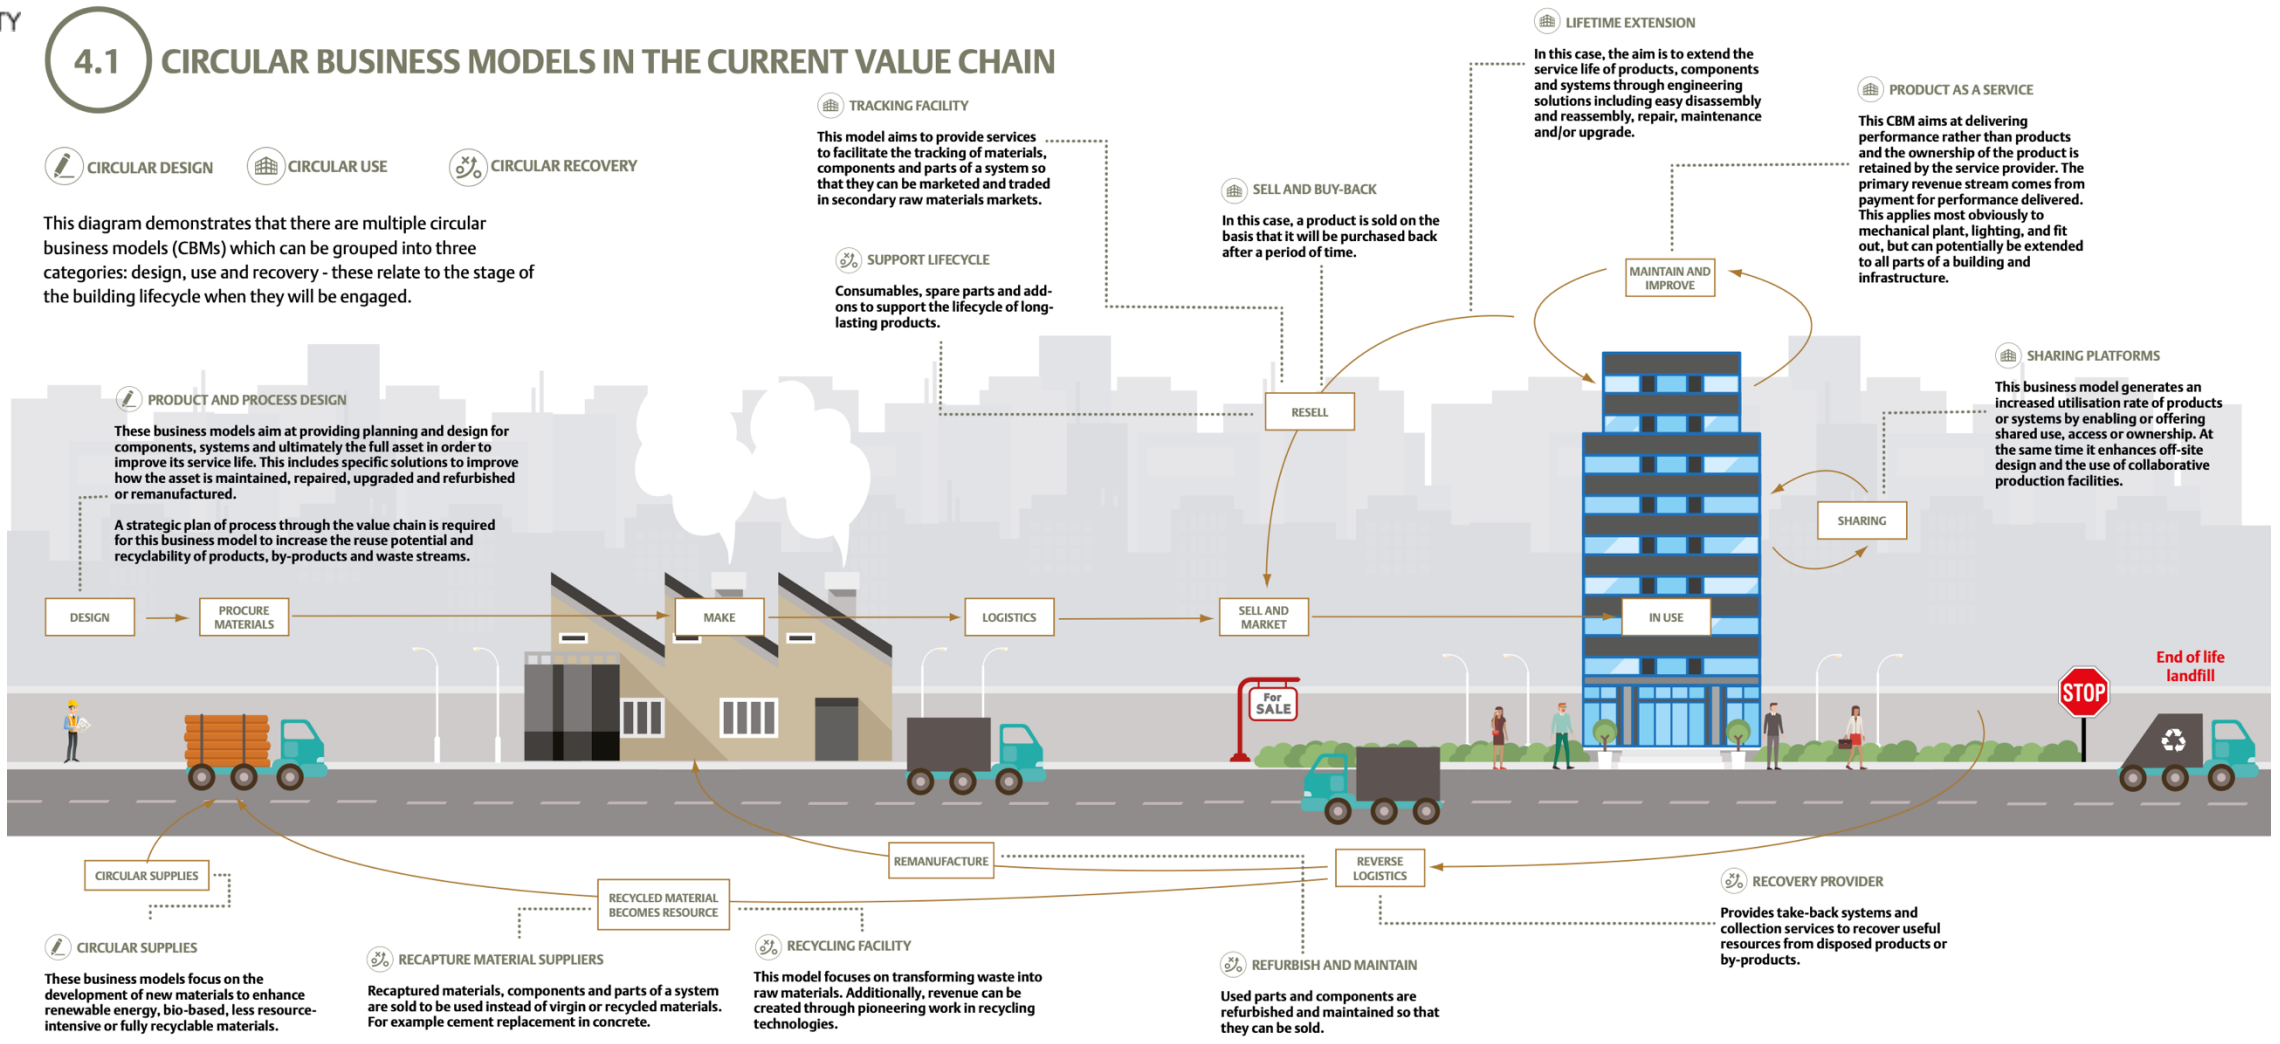 TY
4.1
CIRCULAR BUSINESS MODELS IN THE CURRENT VALUE CHAIN
CIRCULAR DESIGN
CIRCULAR USE
CIRCULAR RECOVERY
This diagram demonstrates that there are multiple circular
business models (CBMs) which can be grouped into three
categories: design, use and recovery - these relate to the stage of
the building lifecycle when they will be engaged.
TRACKING FACILITY
This model aims to provide services
to facilitate the tracking of materials,
components and parts of a system so
that they can be marketed and traded
in secondary raw materials markets.
SUPPORT LIFECYCLE
Consumables, spare parts and add-
ons to support the lifecycle of long-
lasting products.
SELL AND BUY-BACK
In this case, a product is sold on the
basis that it will be purchased back
after a period of time.
LIFETIME EXTENSION
In this case, the aim is to extend the
service life of products, components
and systems through engineering
solutions including easy disassembly
and reassembly, repair, maintenance
and/or upgrade.
PRODUCT AS A SERVICE
This CBM aims at delivering
performance rather than products
and the ownership of the product is
retained by the service provider. The
primary revenue stream comes from
payment for performance delivered.
This applies most obviously to
mechanical plant, lighting, and fit
out, but can potentially be extended
to all parts of a building and
infrastructure.
MAINTAIN AND
IMPROVE
SHARING PLATFORMS
This business model generates an
increased utilisation rate of products
or systems by enabling or offering
shared use, access or ownership. At
the same time it enhances off-site
design and the use of collaborative
production facilities.
PRODUCT AND PROCESS DESIGN
These business models aim at providing planning and design for
components, systems and ultimately the full asset in order to
improve its service life. This includes specific solutions to improve
how the asset is maintained, repaired, upgraded and refurbished
or remanufactured.
A strategic plan of process through the value chain is required
for this business model to increase the reuse potential and
recyclability of products, by-products and waste streams.
RESELL
SHARING
DESIGN
PROCURE
MATERIALS
MAKE
LOGISTICS
SELL AND
MARKET
IN USE
End of life
landfill
STOP
For
SALE
CIRCULAR SUPPLIES
RECYCLED MATERIAL
BECOMES RESOURCE
REMANUFACTURE
REVERSE
LOGISTICS
CIRCULAR SUPPLIES
These business models focus on the
development of new materials to enhance
renewable energy, bio-based, less resource-
intensive or fully recyclable materials.
RECAPTURE MATERIAL SUPPLIERS
Recaptured materials, components and parts of a system
are sold to be used instead of virgin or recycled materials.
For example cement replacement in concrete.
RECYCLING FACILITY
This model focuses on transforming waste into
raw materials. Additionally, revenue can be
created through pioneering work in recycling
technologies.
REFURBISH AND MAINTAIN
Used parts and components are
refurbished and maintained so that
they can be sold.
RECOVERY PROVIDER
Provides take-back systems and
collection services to recover useful
resources from disposed products or
by-products.